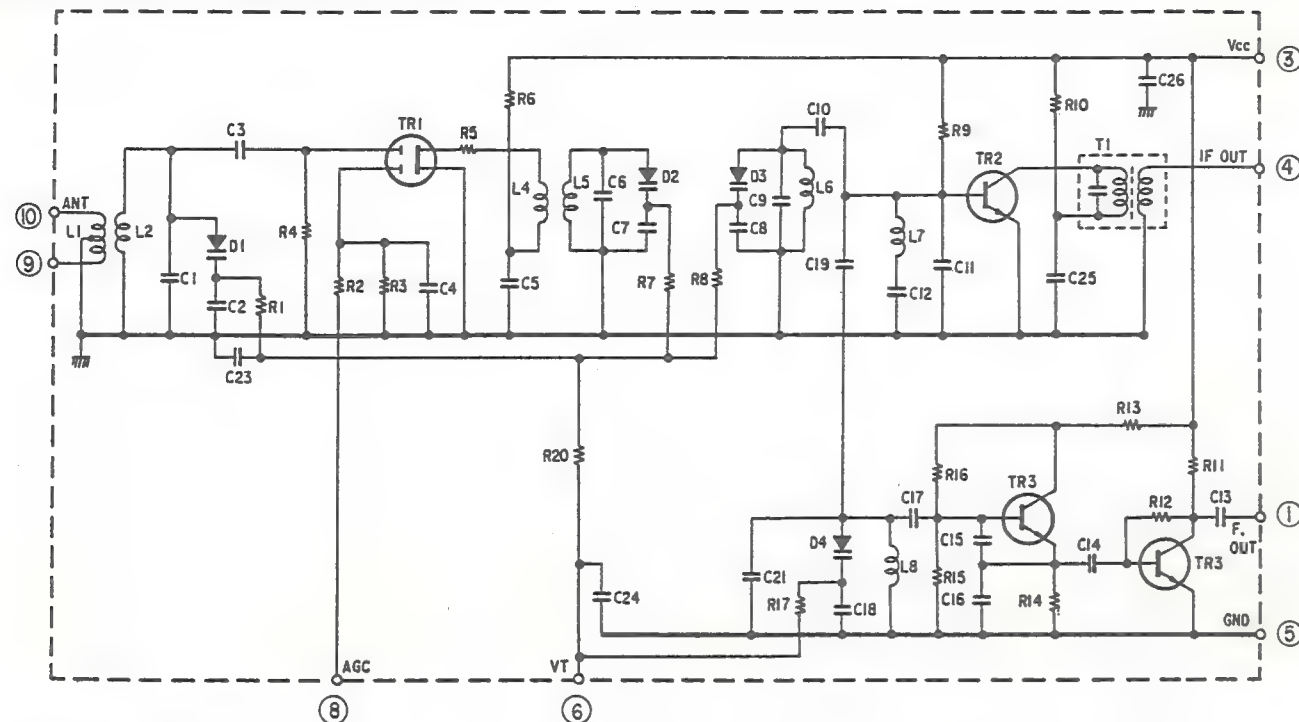 Vcc ③
C26
R6
C10
R10
R9
TR1
C3
R5
TR2
T1
IF OUT ④
D2
D3
L6
C6
L4
L5
C9
⑩ ANT
L1
L2
C7
C8
R4
D1
L7
⑨
C1
R2
R3
C4
C5
R7
R8
C19
C11
C25
C2
R1
C12
C23
R13
R20
R16
R11
TR3
C17
R12
C13
①
F.
OUT
D4
C15
C14
L8
TR3
C21
R15
C24
R17
C18
C16
R14
GND
⑤
AGC
VT
⑧
⑥